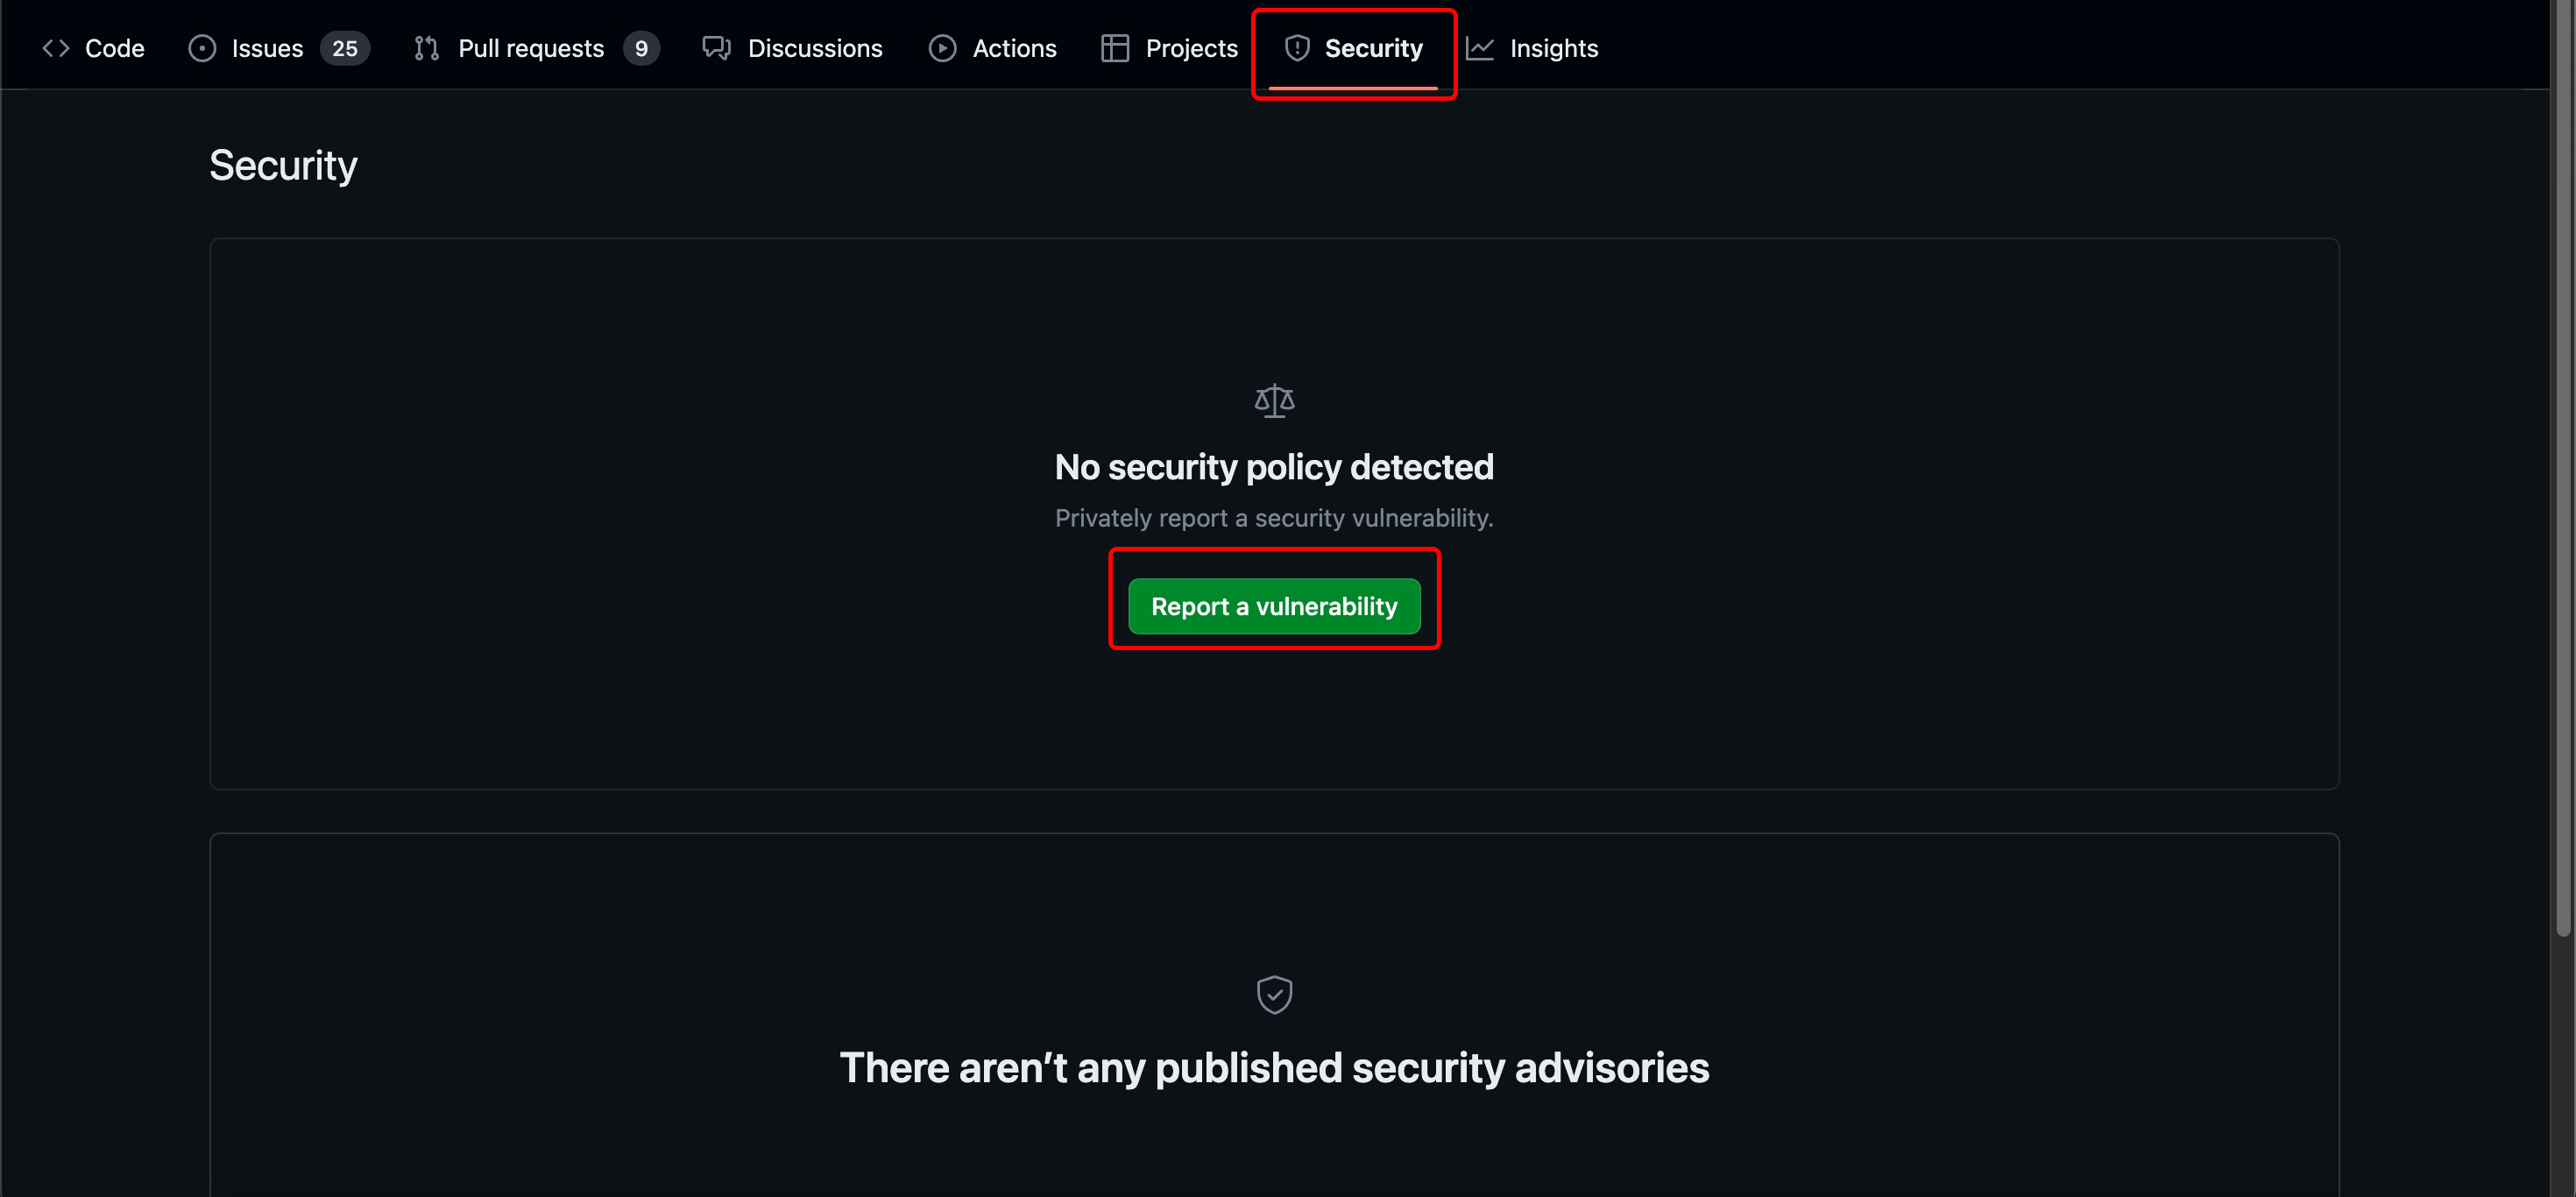 Code Issues 25 Pull requests 9 Discussions Actions Projects Security Insights
Security
No security policy detected
Privately report a security vulnerability.
Report a vulnerability
There aren’t any published security advisories